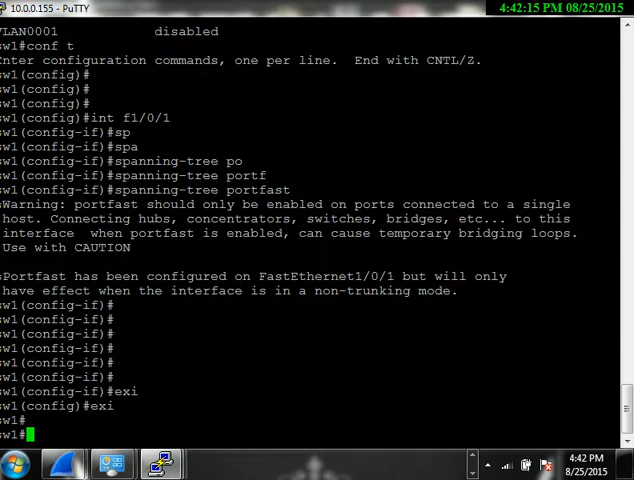 10.0.0.155 - PuTTY
4:42:15 PM 08/25/2015
VLAN0001 disabled
sw1#conf t
Enter configuration commands, one per line. End with CNTL/Z.
sw1(config)#
sw1(config)#
sw1(config)#
sw1(config)#int f1/0/1
sw1(config-if)#sp
sw1(config-if)#spa
sw1(config-if)#spanning-tree po
sw1(config-if)#spanning-tree portf
sw1(config-if)#spanning-tree portfast
%Warning: portfast should only be enabled on ports connected to a single
host. Connecting hubs, concentrators, switches, bridges, etc... to this
interface when portfast is enabled, can cause temporary bridging loops.
Use with CAUTION
%Portfast has been configured on FastEthernet1/0/1 but will only
have effect when the interface is in a non-trunking mode.
sw1(config-if)#
sw1(config-if)#
sw1(config-if)#
sw1(config-if)#
sw1(config-if)#
sw1(config-if)#
sw1(config-if)#exi
sw1(config)#exi
sw1#
sw1#
4:42 PM
8/25/2015